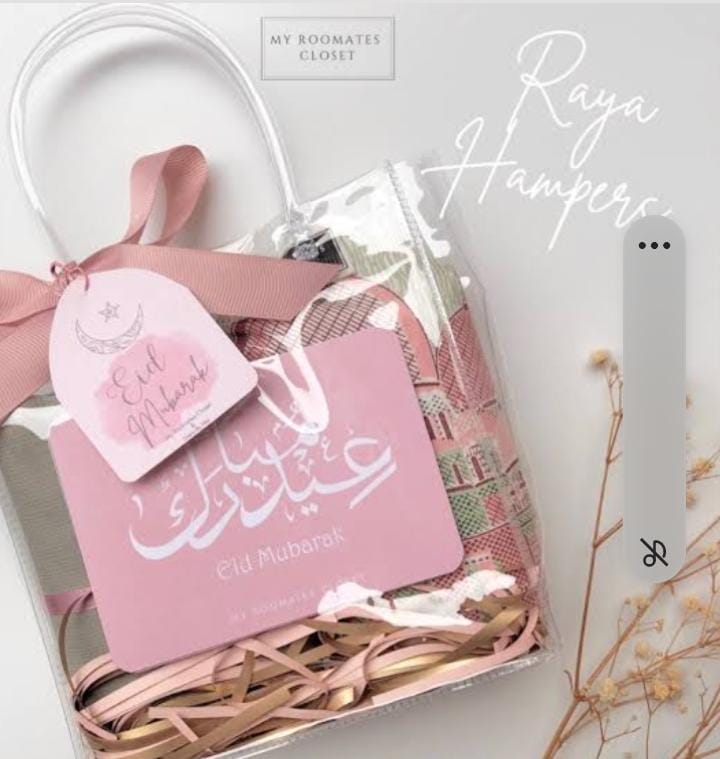 MY ROOMATES
CLOSET
Raya
Hampers
Eid
Mubarak
عيد مبارك
Eid Mubarak
MY ROOMATES